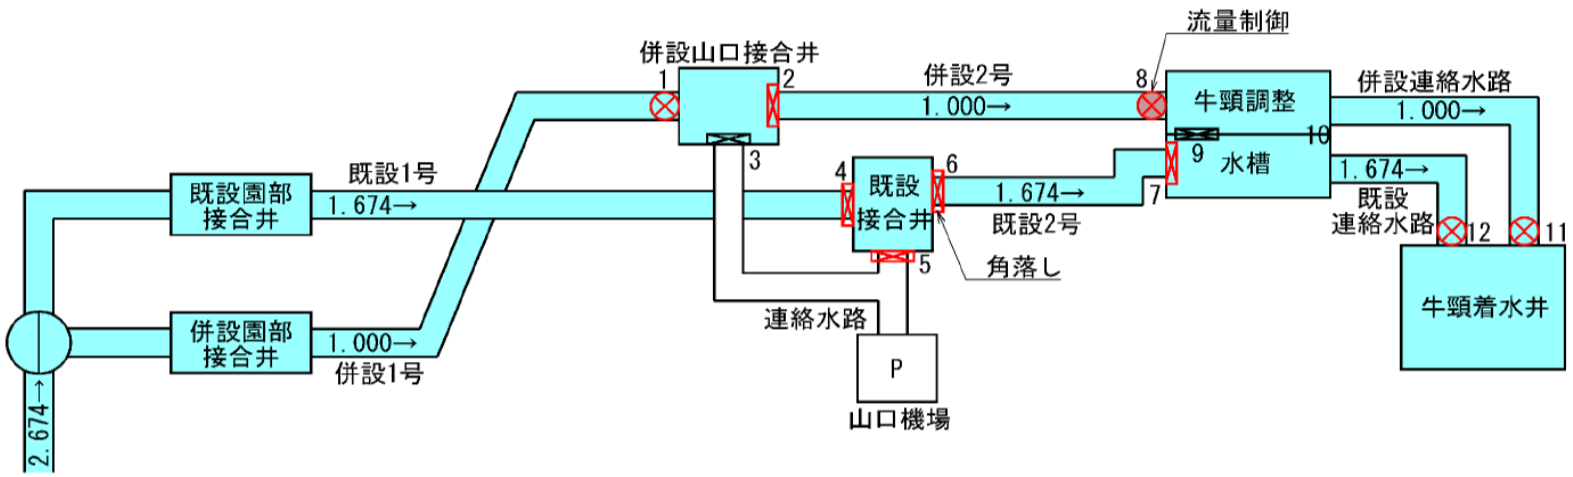 流量制御
併設山口接合井
1
2
併設2号
1.000→
8
牛頸調整
水槽
9
10
併設連絡水路
1.000→
3
既設園部
接合井
既設1号
1.674→
4
既設
接合井
6
1.674→
既設2号
7
1.674→
既設
連絡水路
12
11
5
角落し
連絡水路
P
山口機場
牛頸着水井
併設園部
接合井
1.000→
併設1号
2.674→